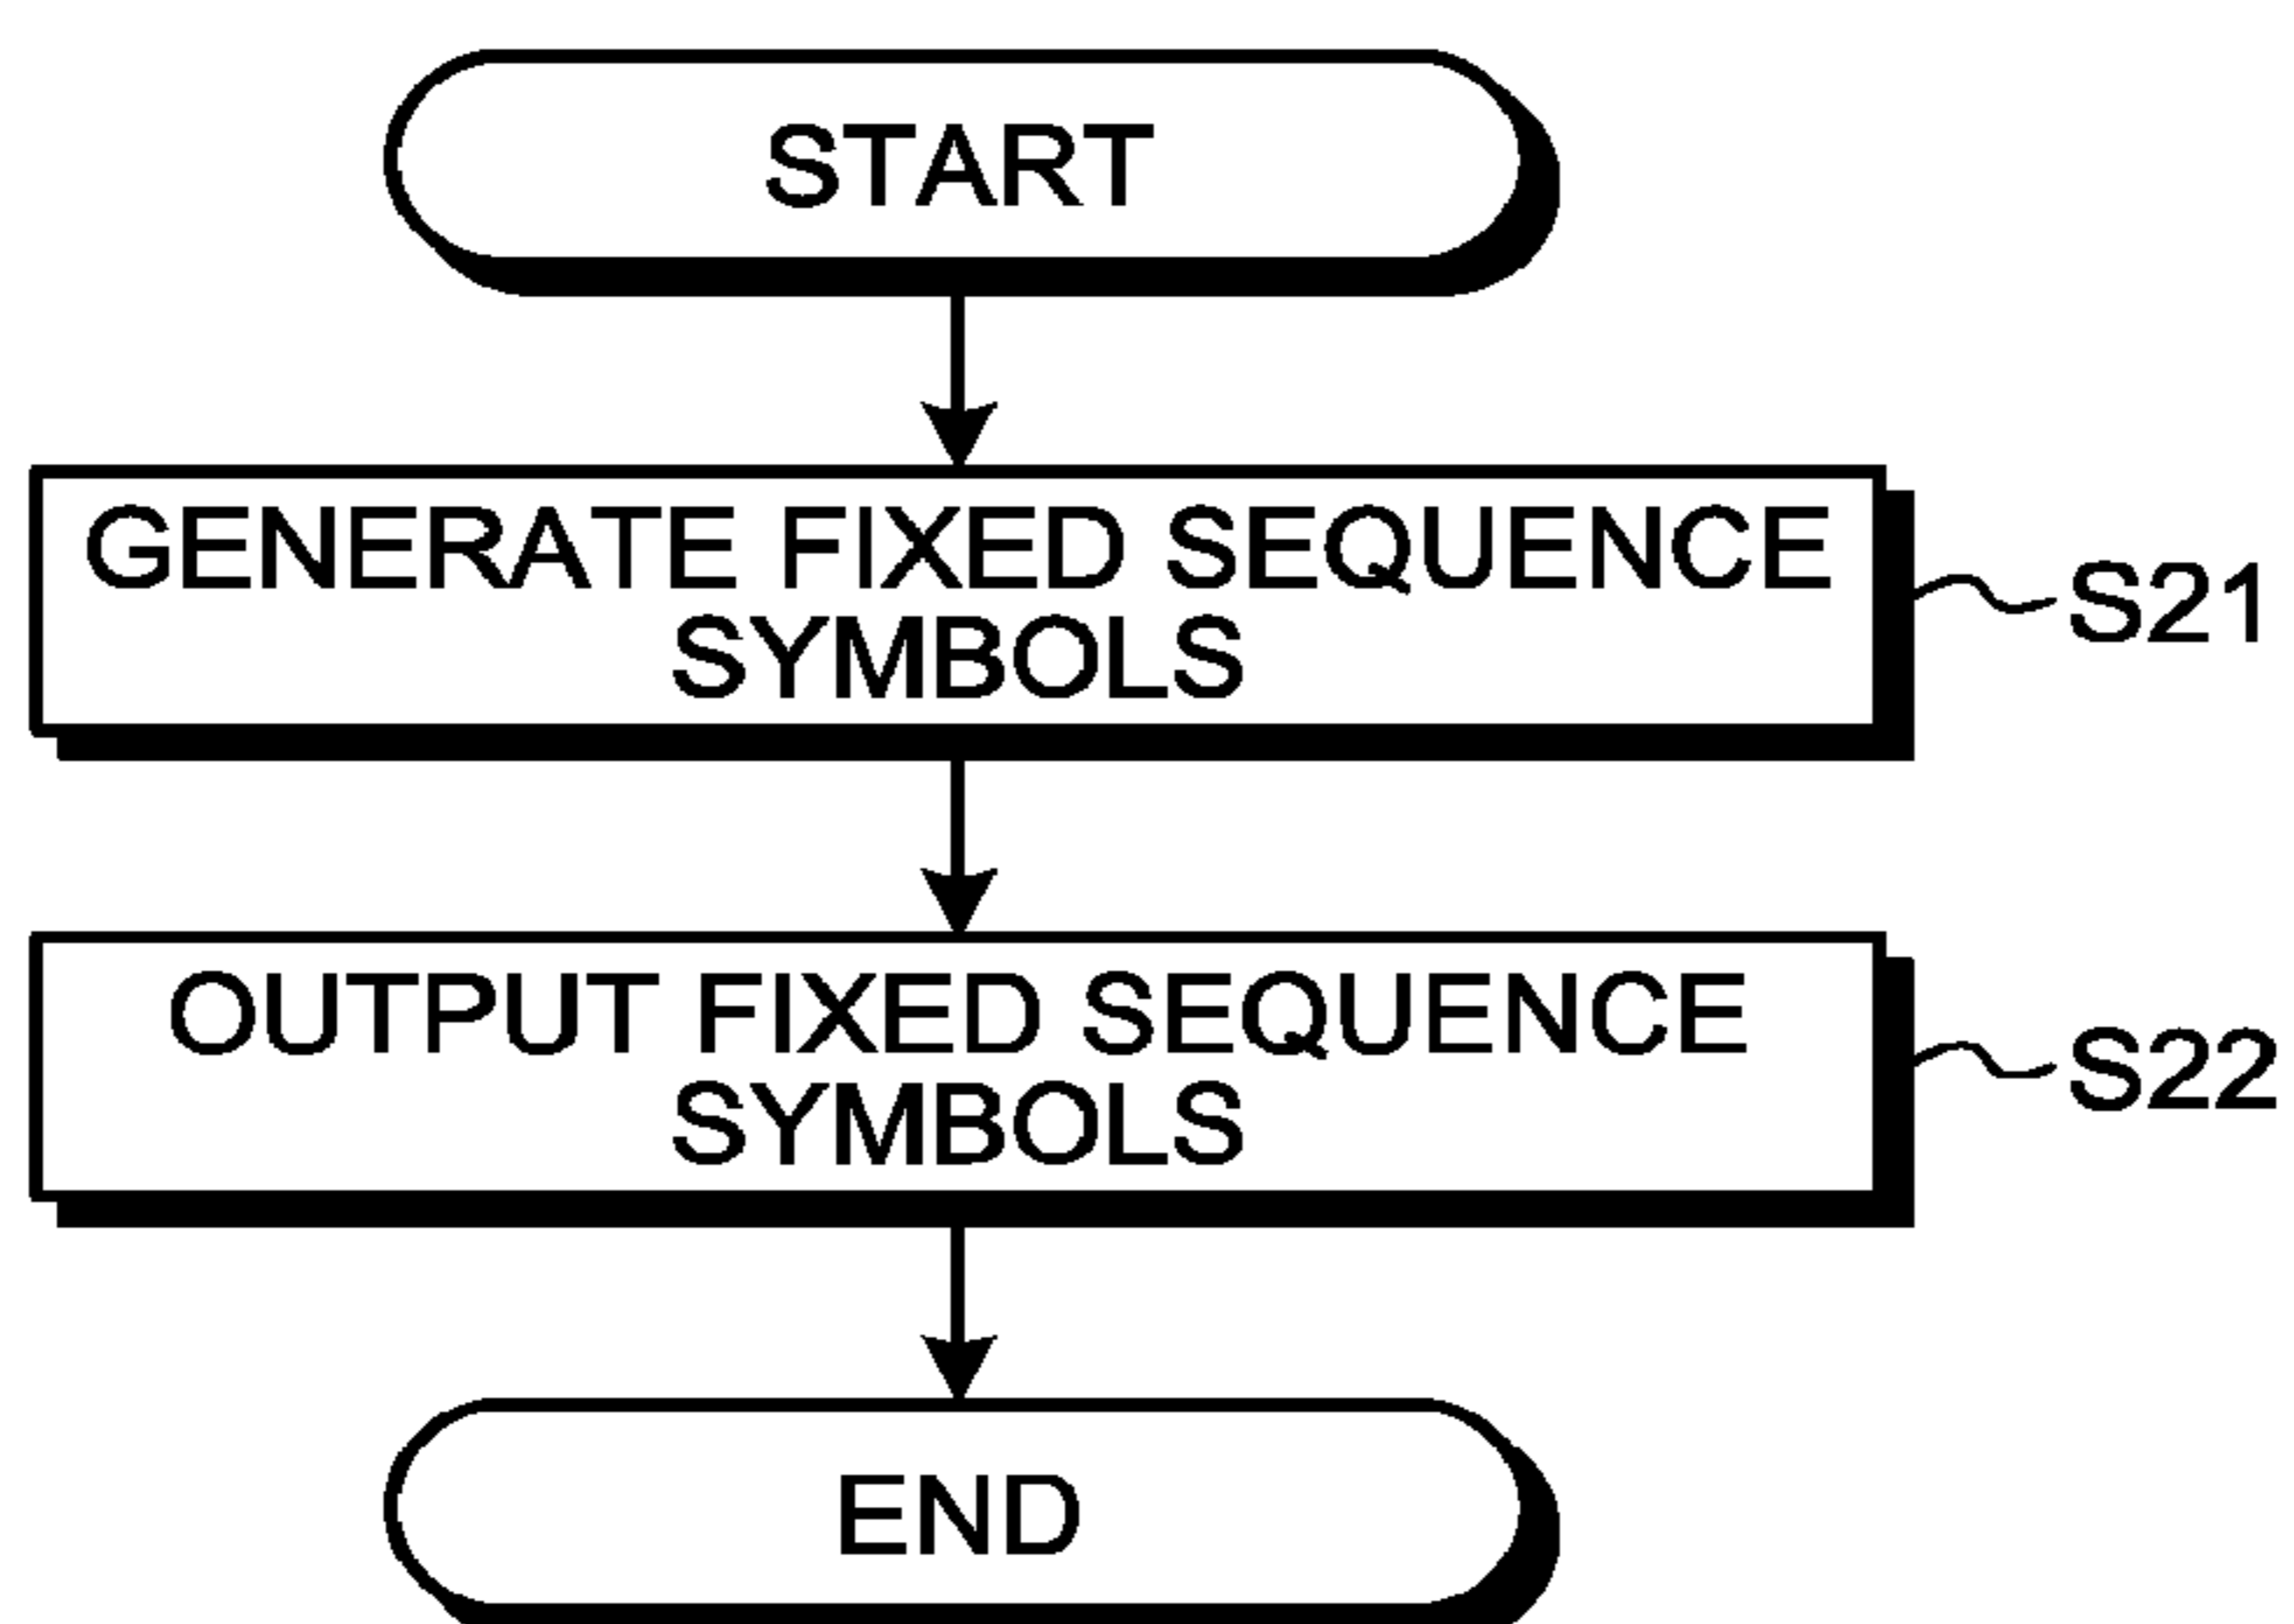 START
GENERATE FIXED SEQUENCE
SYMBOLS
S21
OUTPUT FIXED SEQUENCE
SYMBOLS
S22
END